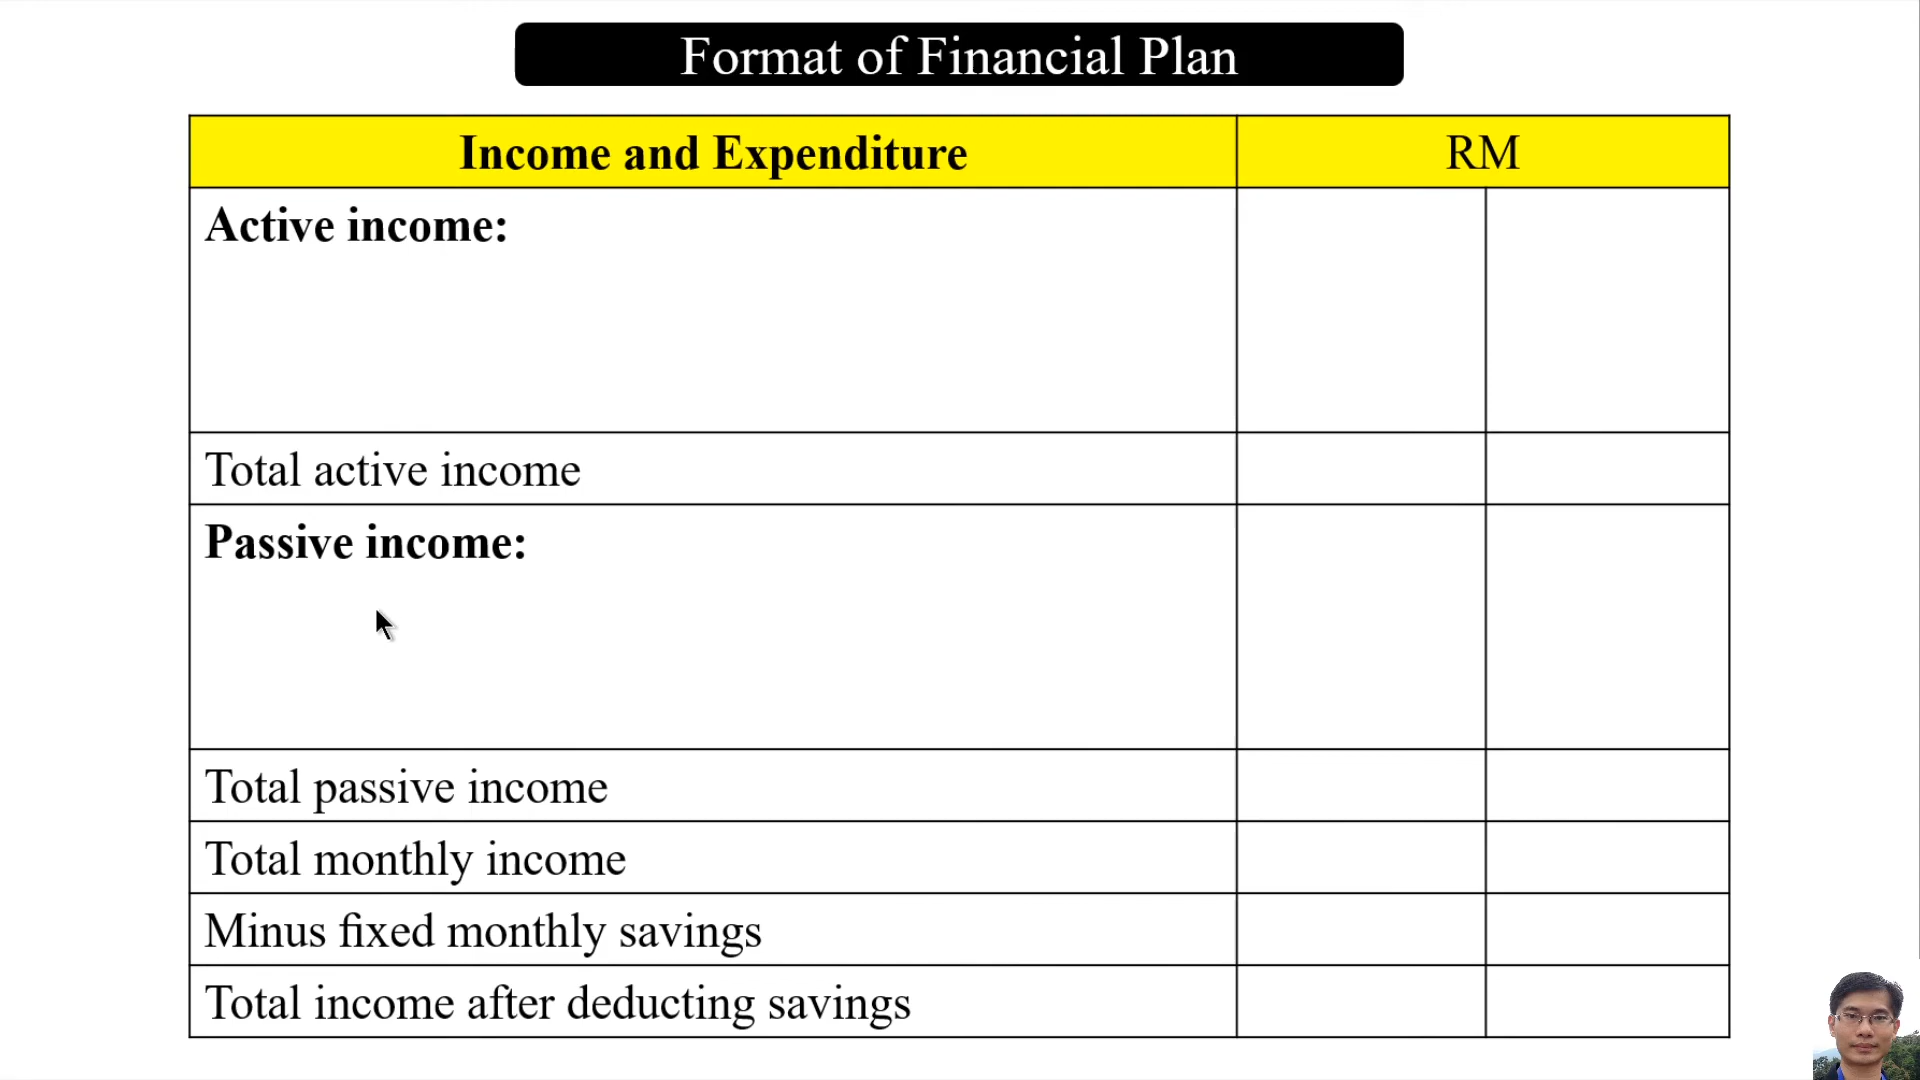 Format of Financial Plan
Income and Expenditure RM
Active income:
Total active income
Passive income:
Total passive income
Total monthly income
Minus fixed monthly savings
Total income after deducting savings